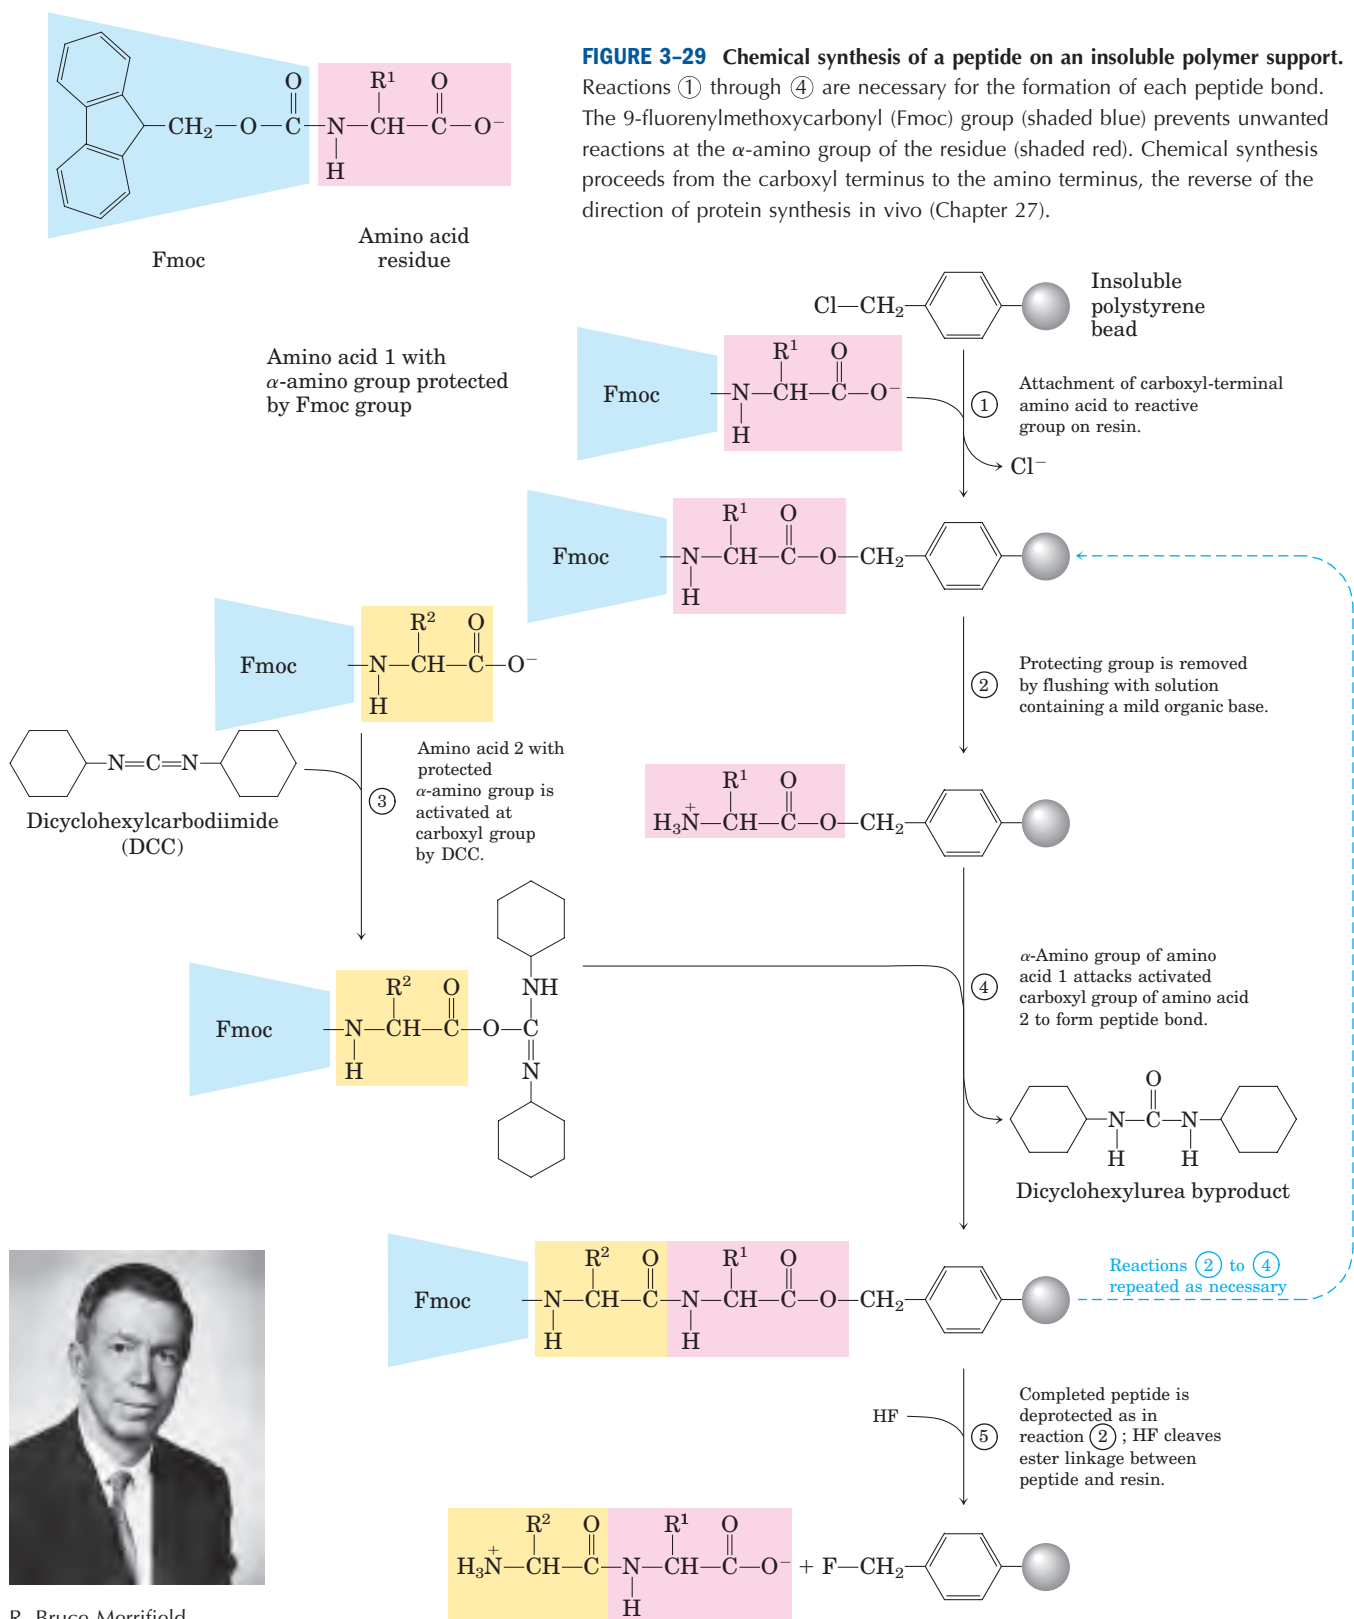 FIGURE 3–29 Chemical synthesis of a peptide on an insoluble polymer support.
Reactions ① through ④ are necessary for the formation of each peptide bond.
The 9-fluorenylmethoxycarbonyl (Fmoc) group (shaded blue) prevents unwanted
reactions at the α-amino group of the residue (shaded red). Chemical synthesis
proceeds from the carboxyl terminus to the amino terminus, the reverse of the
direction of protein synthesis in vivo (Chapter 27).
R¹ O
O
CH₂—O—C—N—CH—C—O⁻
H
Fmoc
Amino acid
residue
Cl—CH₂
Insoluble
polystyrene
bead
Amino acid 1 with
α-amino group protected
by Fmoc group
R¹ O
Fmoc —N—CH—C—O⁻
H
①
Attachment of carboxyl-terminal
amino acid to reactive
group on resin.
Cl⁻
R¹ O
Fmoc —N—CH—C—O—CH₂
H
R² O
Fmoc —N—CH—C—O⁻
H
②
Protecting group is removed
by flushing with solution
containing a mild organic base.
N=C=N
Dicyclohexylcarbodiimide
(DCC)
③
Amino acid 2 with
protected
α-amino group is
activated at
carboxyl group
by DCC.
R¹ O
H₃N⁺—CH—C—O—CH₂
NH
R² O
Fmoc —N—CH—C—O—C
H
N
④
α-Amino group of amino
acid 1 attacks activated
carboxyl group of amino acid
2 to form peptide bond.
O
N—C—N
H H
Dicyclohexylurea byproduct
R² O R¹ O
Fmoc —N—CH—C—N—CH—C—O—CH₂
H H
Reactions ② to ④
repeated as necessary
HF
⑤
Completed peptide is
deprotected as in
reaction ② ; HF cleaves
ester linkage between
peptide and resin.
R² O R¹ O
H₃N⁺—CH—C—N—CH—C—O⁻ + F—CH₂
H
R. Bruce Merrifield